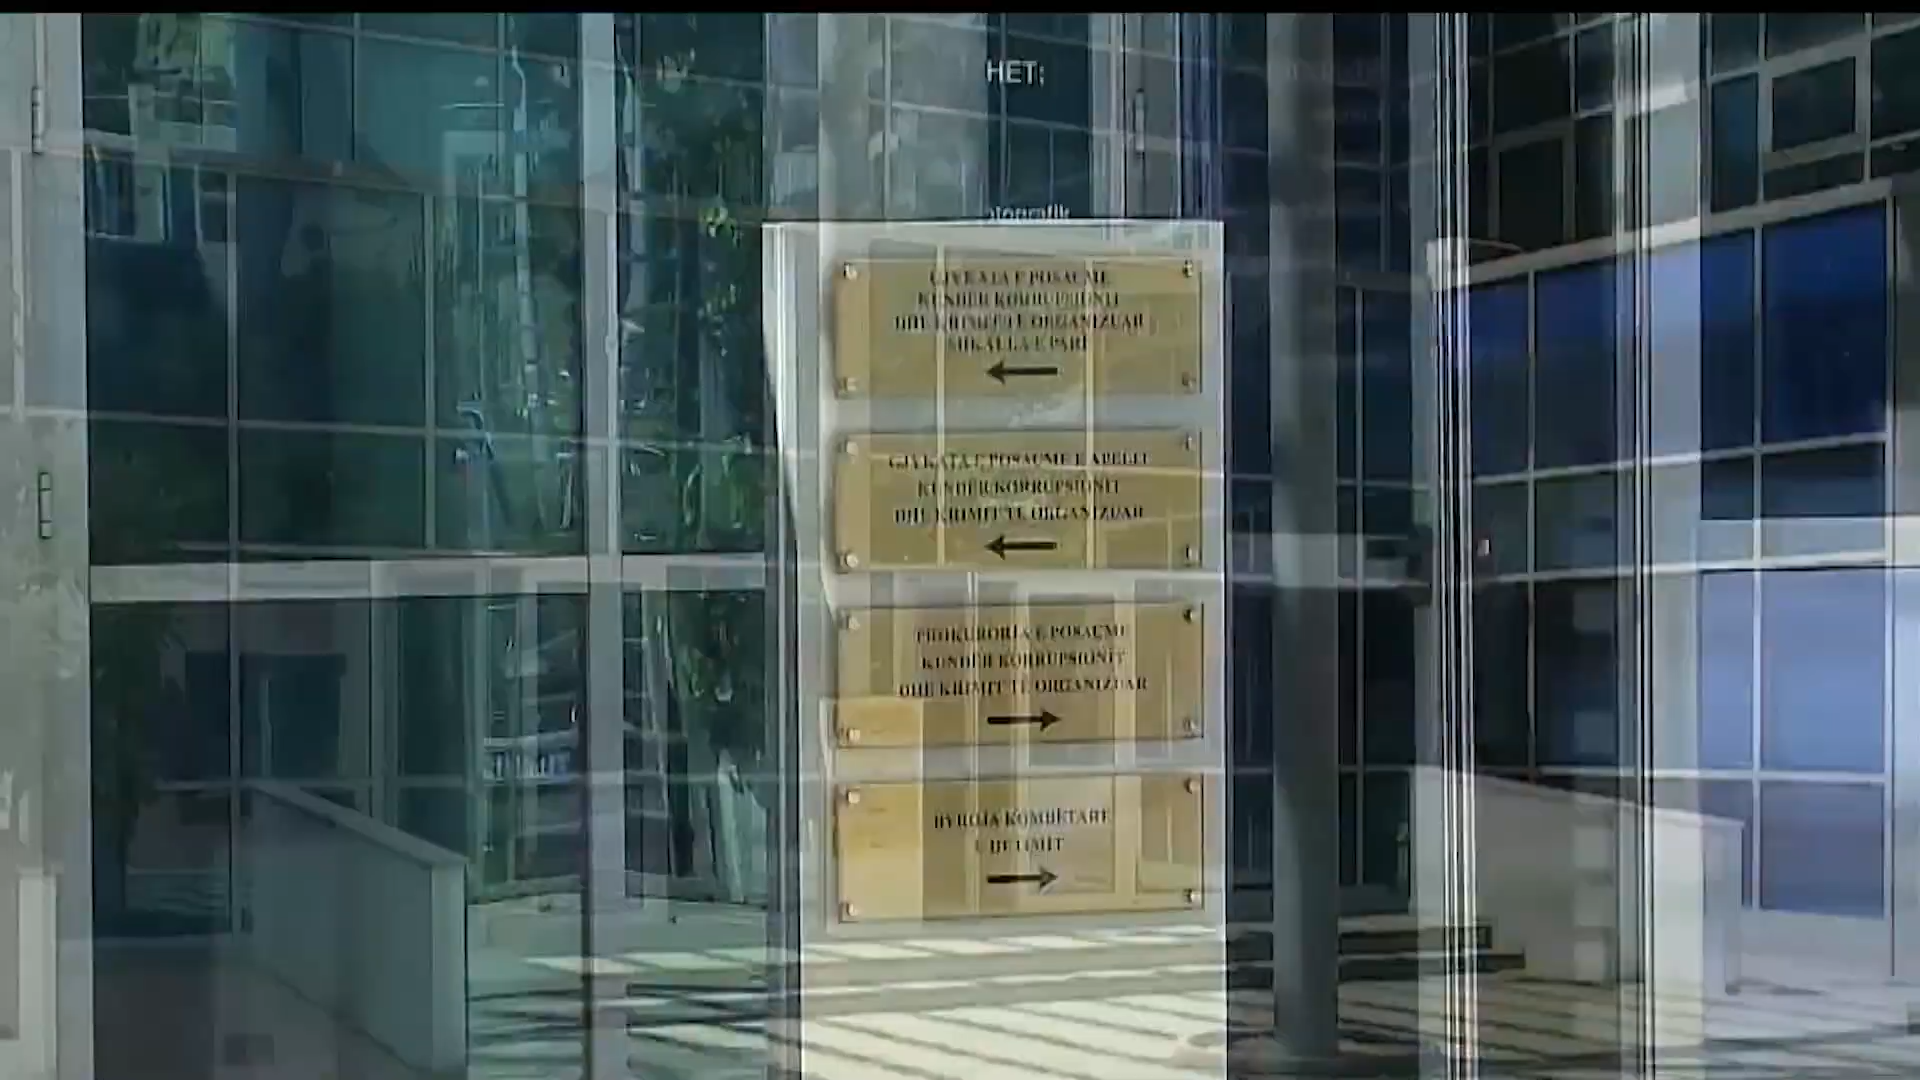 HET;
GJYKATA E POSAÇME
KUNDËR KORRUPSIONIT
DHE KRIMIT TË ORGANIZUAR
SHKALLA E PARË
GJYKATA E POSAÇME E APELIT
KUNDËR KORRUPSIONIT
DHE KRIMIT TË ORGANIZUAR
PROKURORIA E POSAÇME
KUNDËR KORRUPSIONIT
DHE KRIMIT TË ORGANIZUAR
BYROJA KOMBËTARE
E HETIMIT